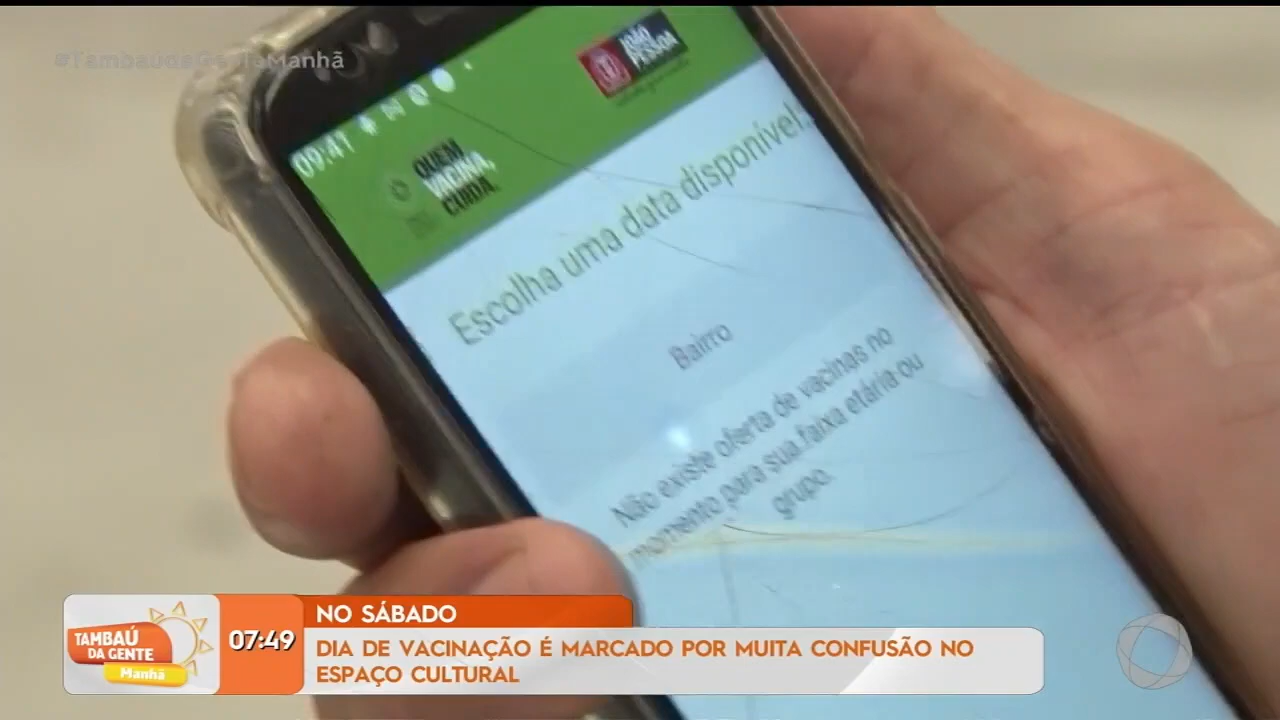 #TambaúdaGenteManhã
JOÃO
PESSOA
09:41
QUEM
VACINA,
CUIDA.
Escolha uma data disponível.
Bairro
Não existe oferta de vacinas no
momento para sua faixa etária ou
grupo.
NO SÁBADO
TAMBAÚ
DA GENTE
Manhã
07:49
DIA DE VACINAÇÃO É MARCADO POR MUITA CONFUSÃO NO
ESPAÇO CULTURAL